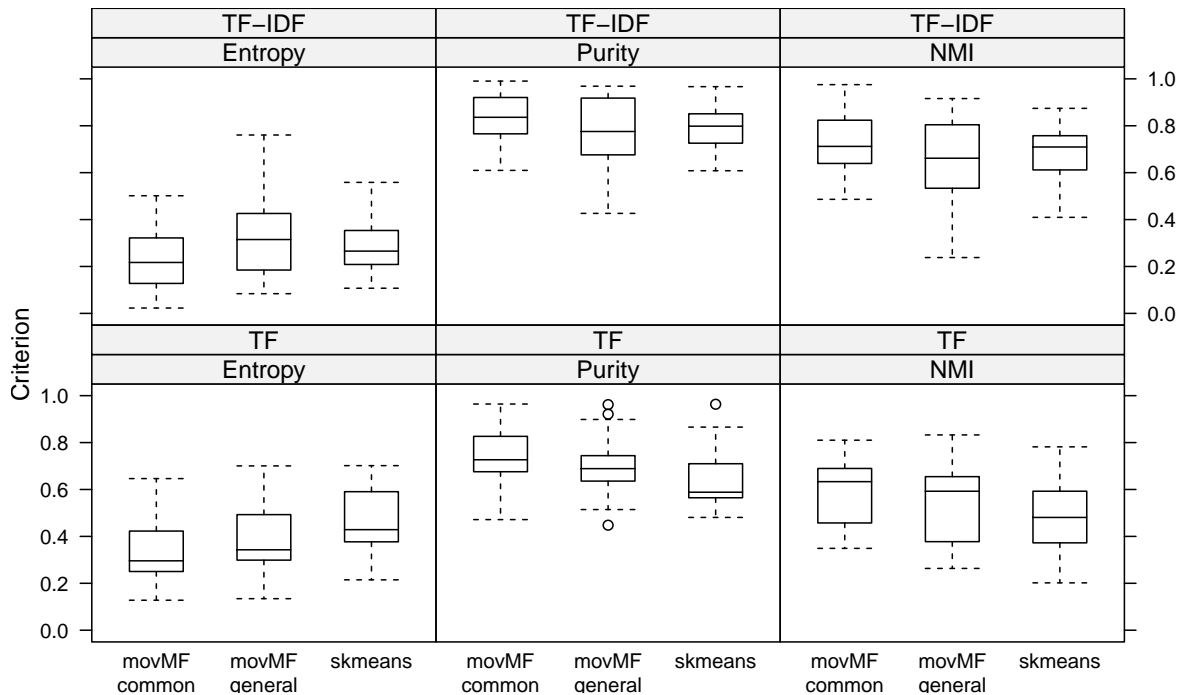 TF−IDF TF−IDF TF−IDF
Entropy Purity NMI
1.0
0.8
0.6
0.4
0.2
0.0
Criterion
TF TF TF
Entropy Purity NMI
1.0
0.8
0.6
0.4
0.2
0.0
movMF movMF skmeans movMF movMF skmeans movMF movMF skmeans
common general common general common general